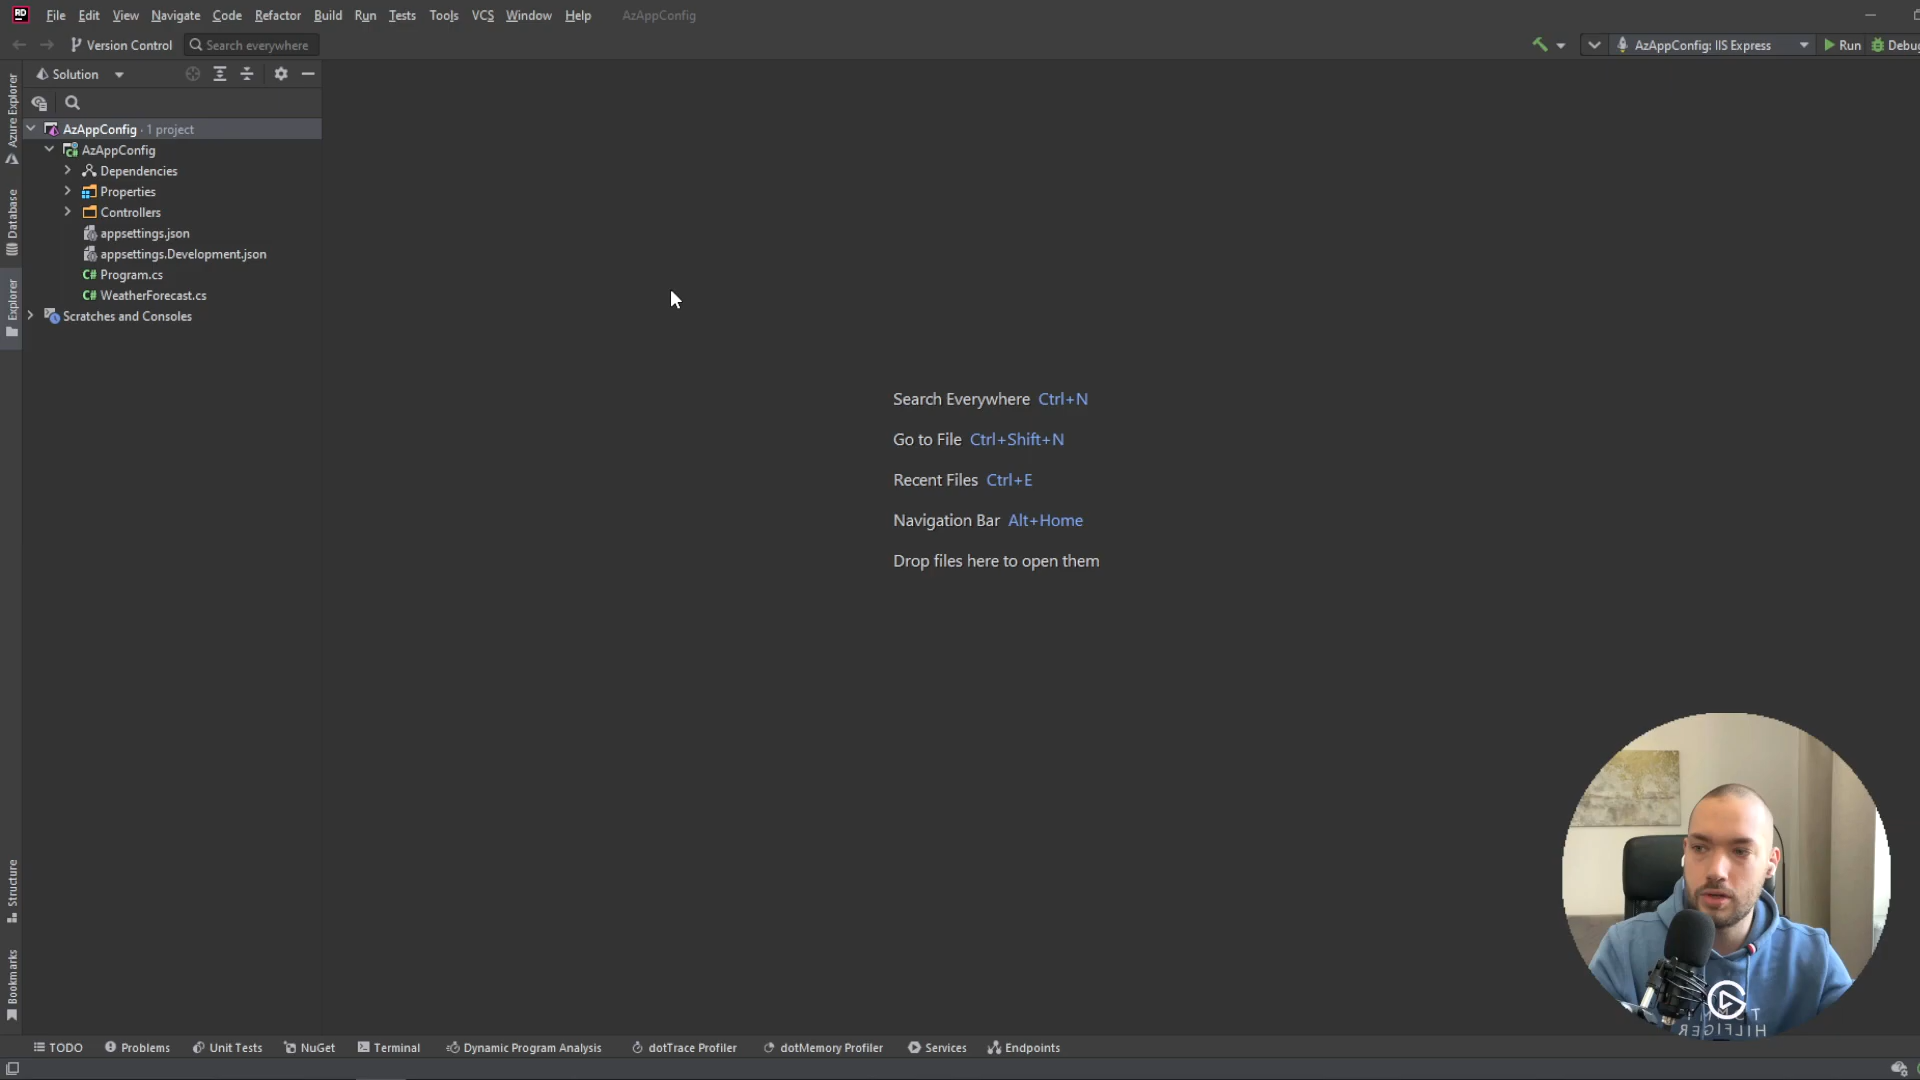 RD File Edit View Navigate Code Refactor Build Run Tests Tools VCS Window Help AzAppConfig
Version Control Search everywhere AzAppConfig: IIS Express Run Debug
Solution
AzAppConfig · 1 project
AzAppConfig
Dependencies
Properties
Controllers
appsettings.json
appsettings.Development.json
C# Program.cs
C# WeatherForecast.cs
Scratches and Consoles
Azure Explorer
Database
Explorer
Structure
Bookmarks
Search Everywhere Ctrl+N
Go to File Ctrl+Shift+N
Recent Files Ctrl+E
Navigation Bar Alt+Home
Drop files here to open them
HILFIGER
TODO Problems Unit Tests NuGet Terminal Dynamic Program Analysis dotTrace Profiler dotMemory Profiler Services Endpoints